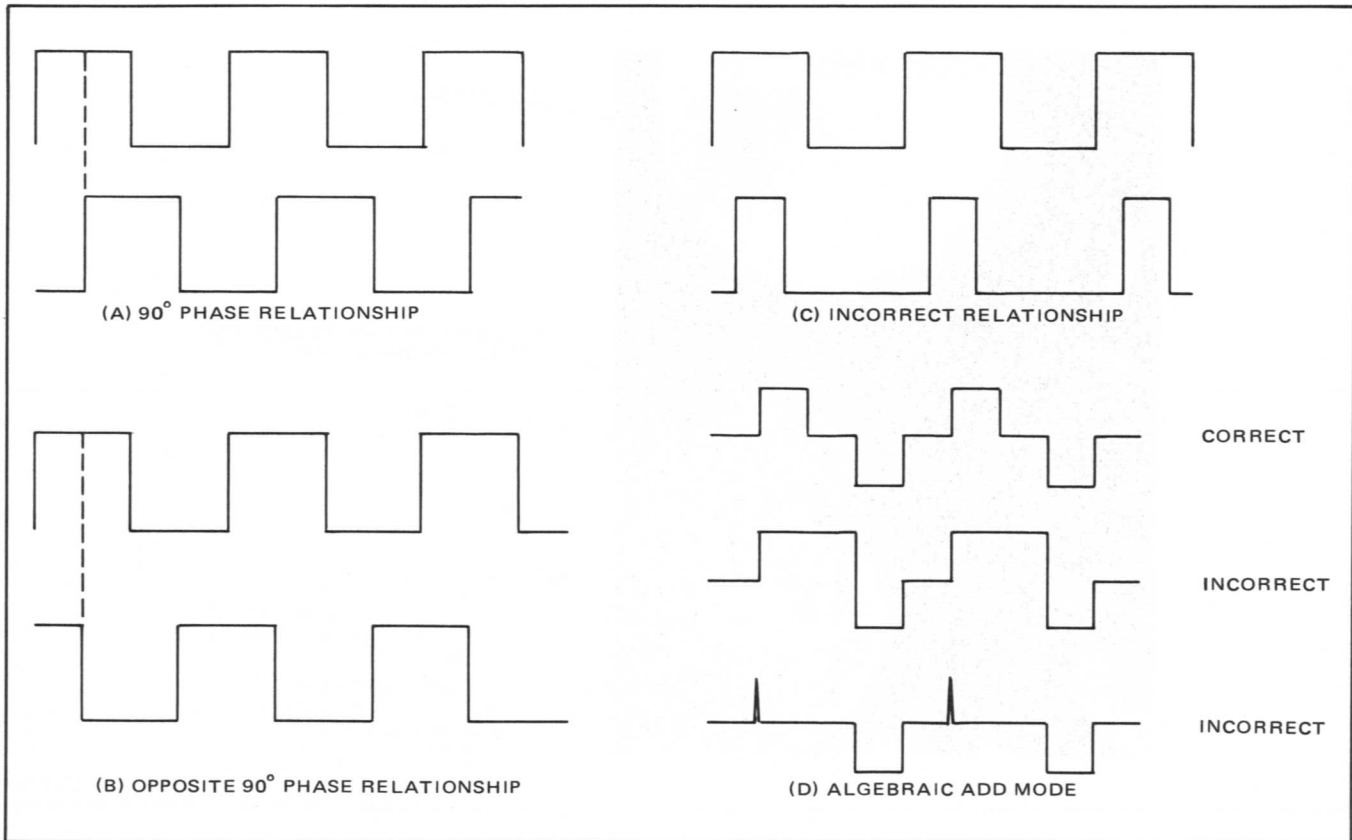 (A) 90° PHASE RELATIONSHIP
(B) OPPOSITE 90° PHASE RELATIONSHIP
(C) INCORRECT RELATIONSHIP
CORRECT
INCORRECT
INCORRECT
(D) ALGEBRAIC ADD MODE